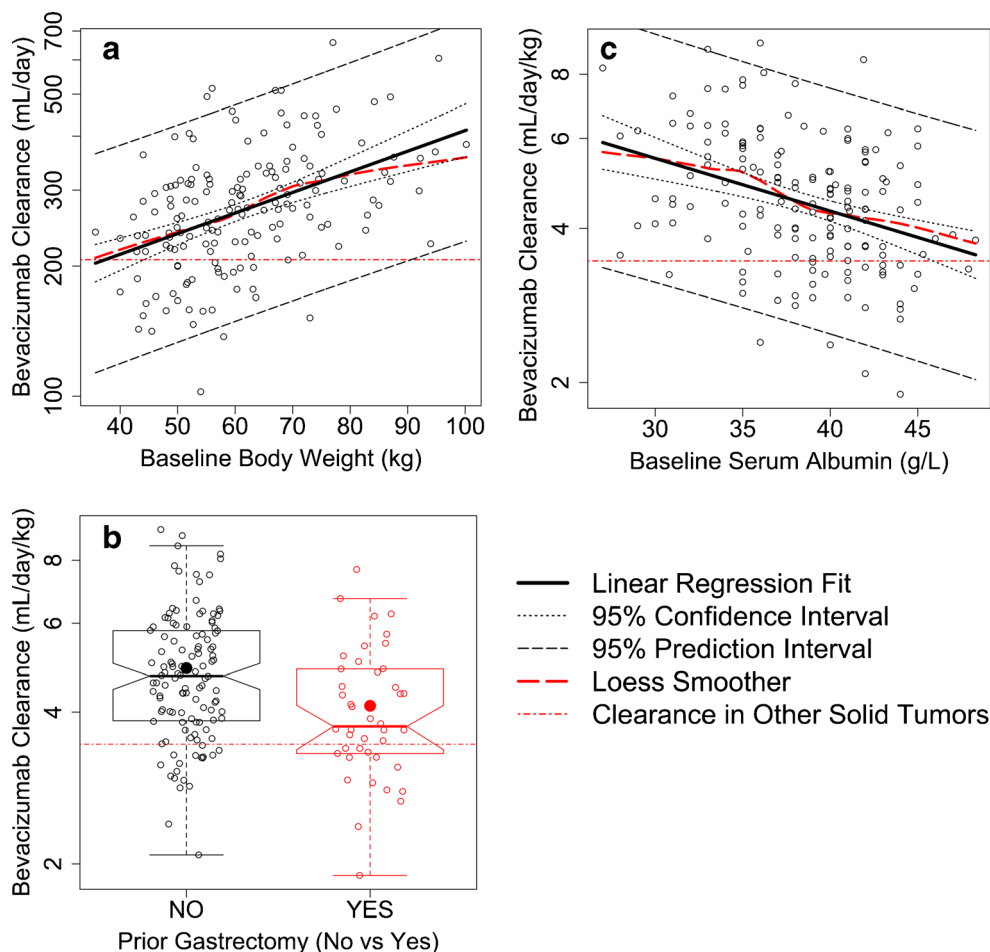 a
Bevacizumab Clearance (mL/day)
700
500
300
200
100
40 50 60 70 80 90 100
Baseline Body Weight (kg)
c
Bevacizumab Clearance (mL/day/kg)
8
6
4
2
30 35 40 45
Baseline Serum Albumin (g/L)
b
Bevacizumab Clearance (mL/day/kg)
8
6
4
2
NO YES
Prior Gastrectomy (No vs Yes)
Linear Regression Fit
95% Confidence Interval
95% Prediction Interval
Loess Smoother
Clearance in Other Solid Tumors